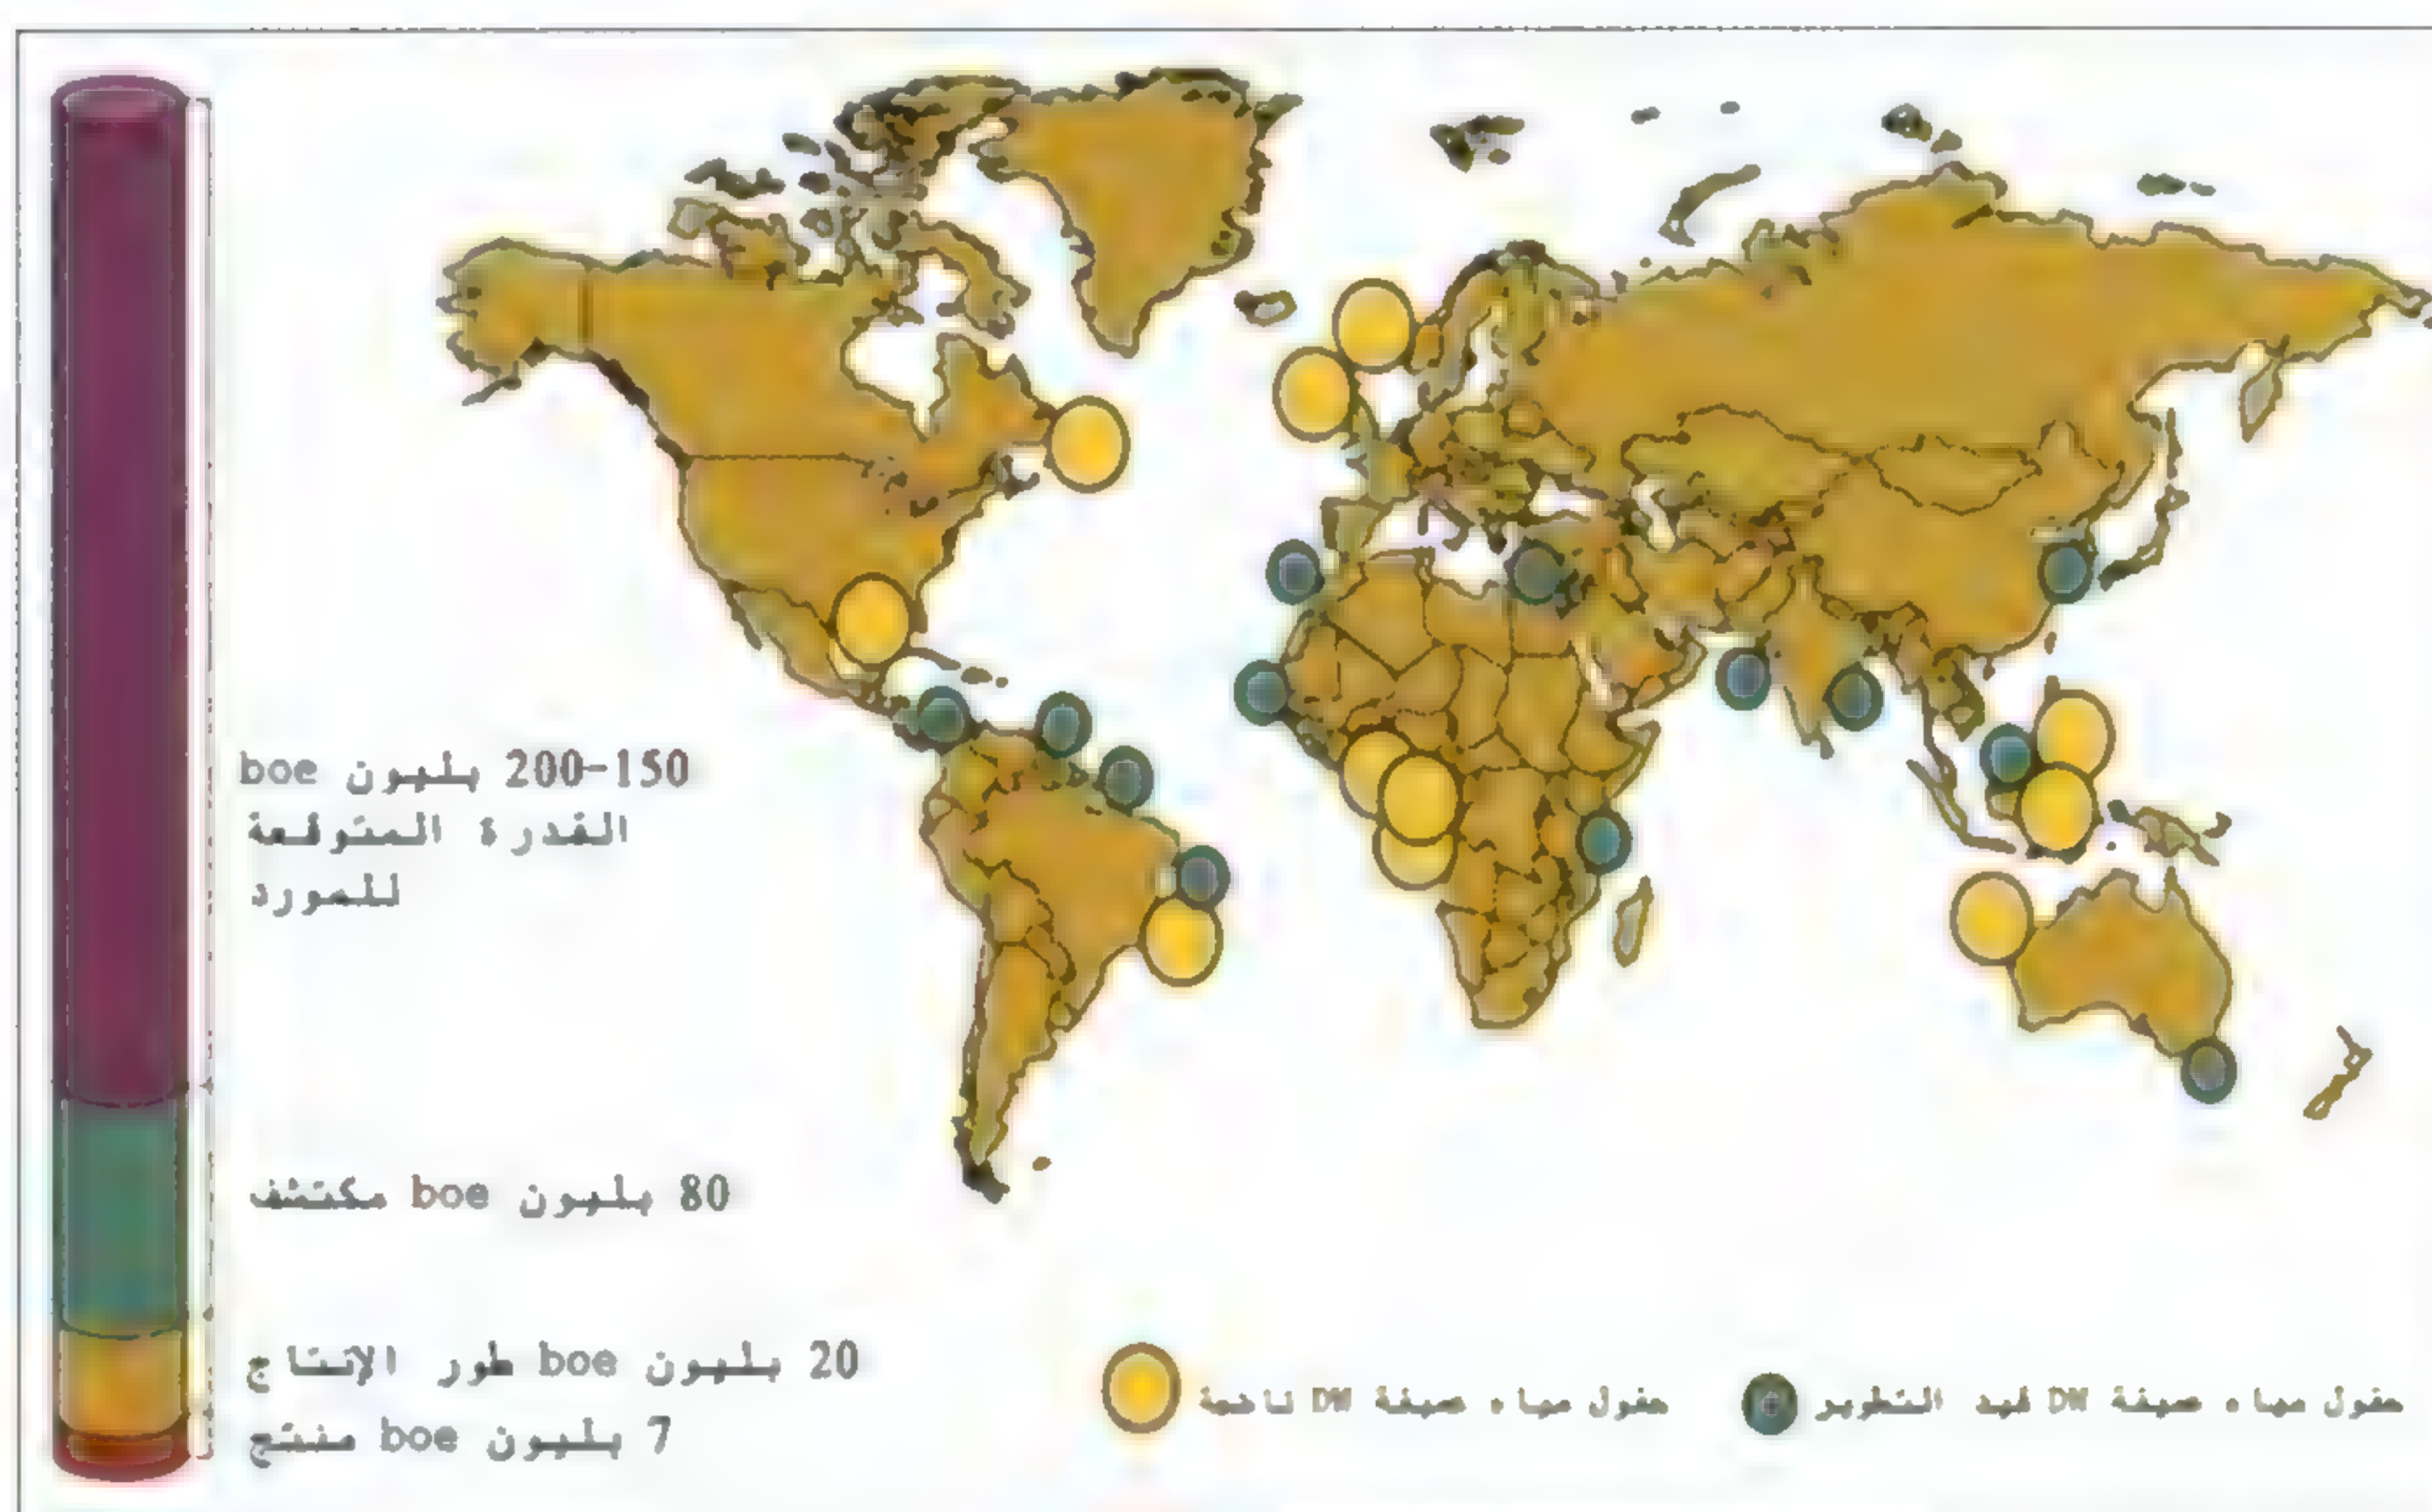 200-150 بليون boe
القدرة المتوقعة
للمورد
80 بليون boe مكتشف
20 بليون boe طور الإنتاج
7 بليون boe منتج
حقول مياه عميقة DW ناضجة
حقول مياه عميقة DW قيد التطوير